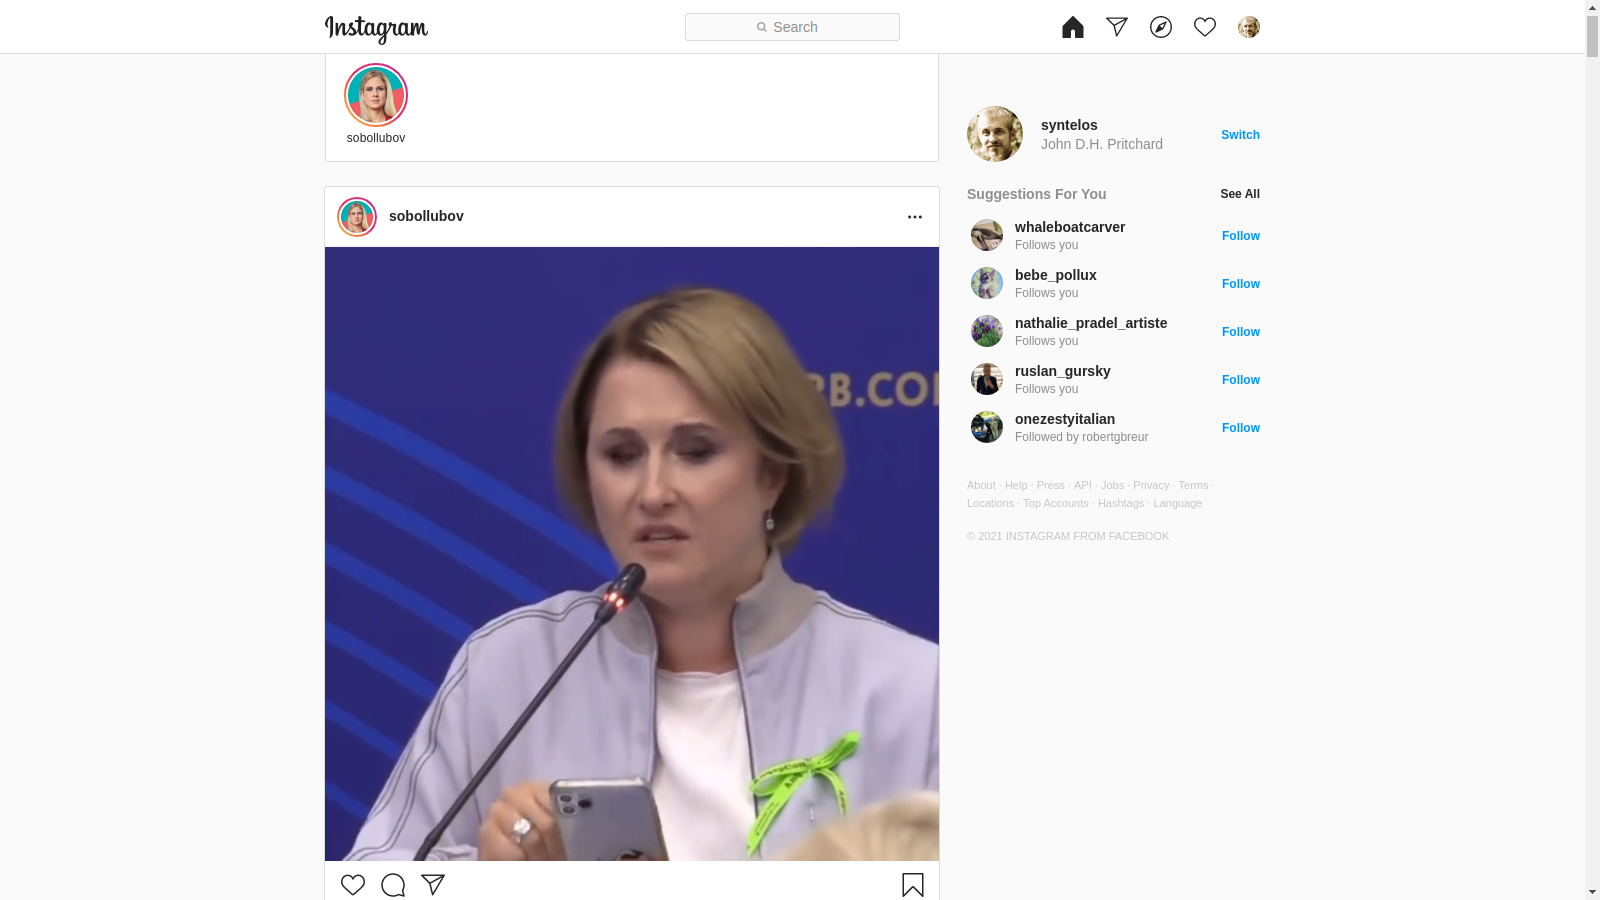 Instagram
Search
sobollubov
syntelos
John D.H. Pritchard
Switch
sobollubov
Suggestions For You
See All
whaleboatcarver
Follows you
Follow
bebe_pollux
Follows you
Follow
nathalie_pradel_artiste
Follows you
Follow
ruslan_gursky
Follows you
Follow
onezestyitalian
Followed by robertgbreur
Follow
About · Help · Press · API · Jobs · Privacy · Terms ·
Locations · Top Accounts · Hashtags · Language
© 2021 INSTAGRAM FROM FACEBOOK